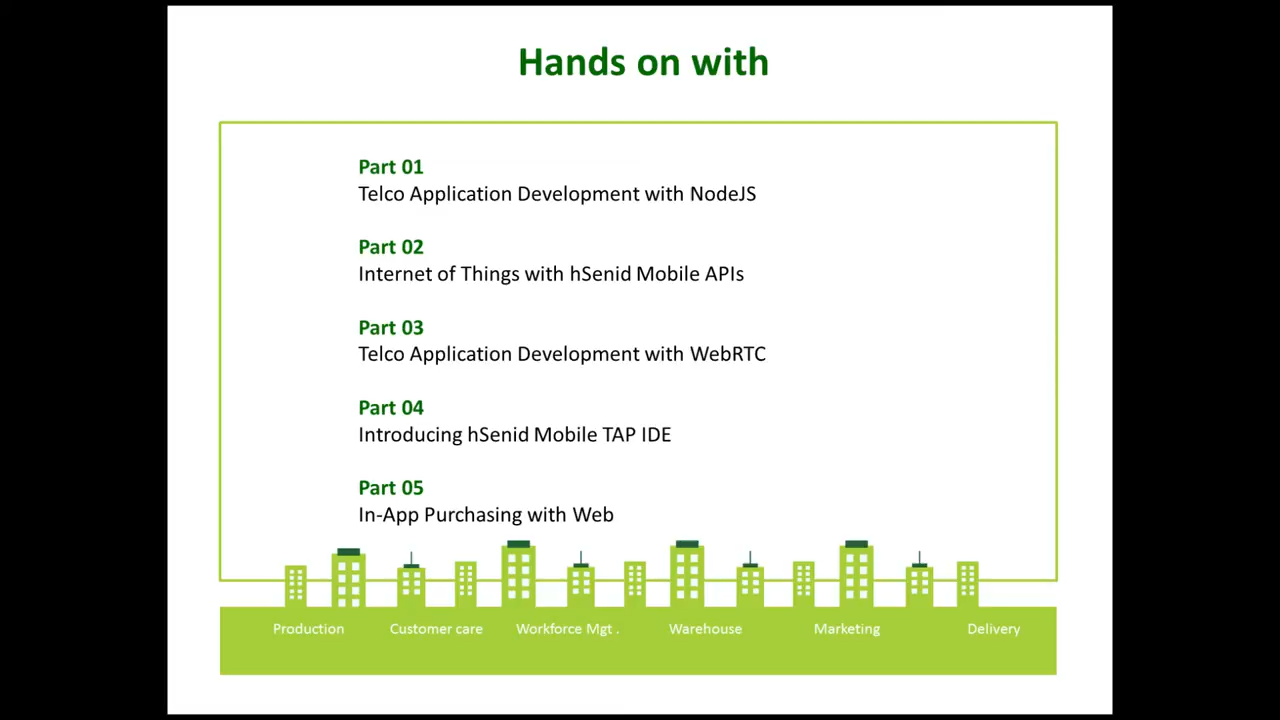 Hands on with
Part 01
Telco Application Development with NodeJS
Part 02
Internet of Things with hSenid Mobile APIs
Part 03
Telco Application Development with WebRTC
Part 04
Introducing hSenid Mobile TAP IDE
Part 05
In-App Purchasing with Web
Production Customer care Workforce Mgt . Warehouse Marketing Delivery